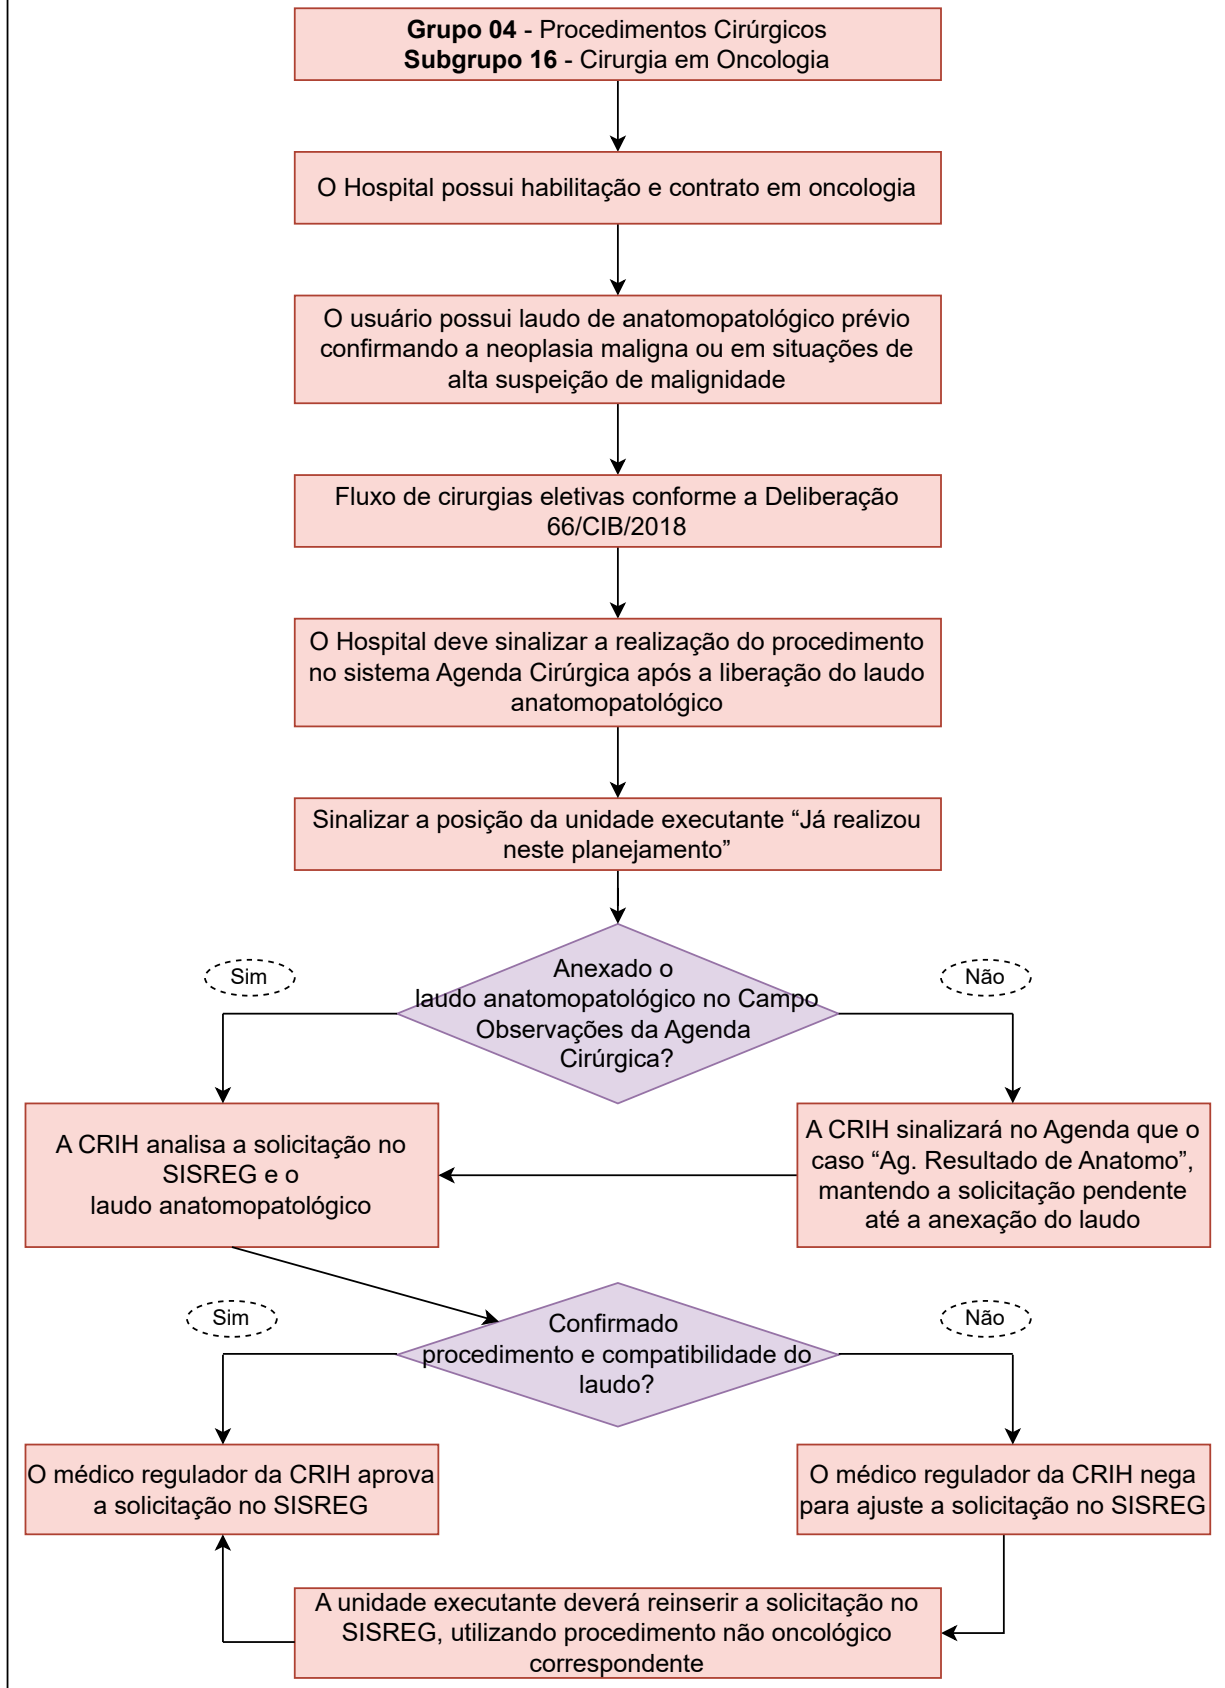 Grupo 04 - Procedimentos Cirúrgicos
Subgrupo 16 - Cirurgia em Oncologia
O Hospital possui habilitação e contrato em oncologia
O usuário possui laudo de anatomopatológico prévio
confirmando a neoplasia maligna ou em situações de
alta suspeição de malignidade
Fluxo de cirurgias eletivas conforme a Deliberação
66/CIB/2018
O Hospital deve sinalizar a realização do procedimento
no sistema Agenda Cirúrgica após a liberação do laudo
anatomopatológico
Sinalizar a posição da unidade executante “Já realizou
neste planejamento”
Anexado o
laudo anatomopatológico no Campo
Observações da Agenda
Cirúrgica?
Sim
Não
A CRIH analisa a solicitação no
SISREG e o
laudo anatomopatológico
A CRIH sinalizará no Agenda que o
caso “Ag. Resultado de Anatomo”,
mantendo a solicitação pendente
até a anexação do laudo
Confirmado
procedimento e compatibilidade do
laudo?
Sim
Não
O médico regulador da CRIH aprova
a solicitação no SISREG
O médico regulador da CRIH nega
para ajuste a solicitação no SISREG
A unidade executante deverá reinserir a solicitação no
SISREG, utilizando procedimento não oncológico
correspondente